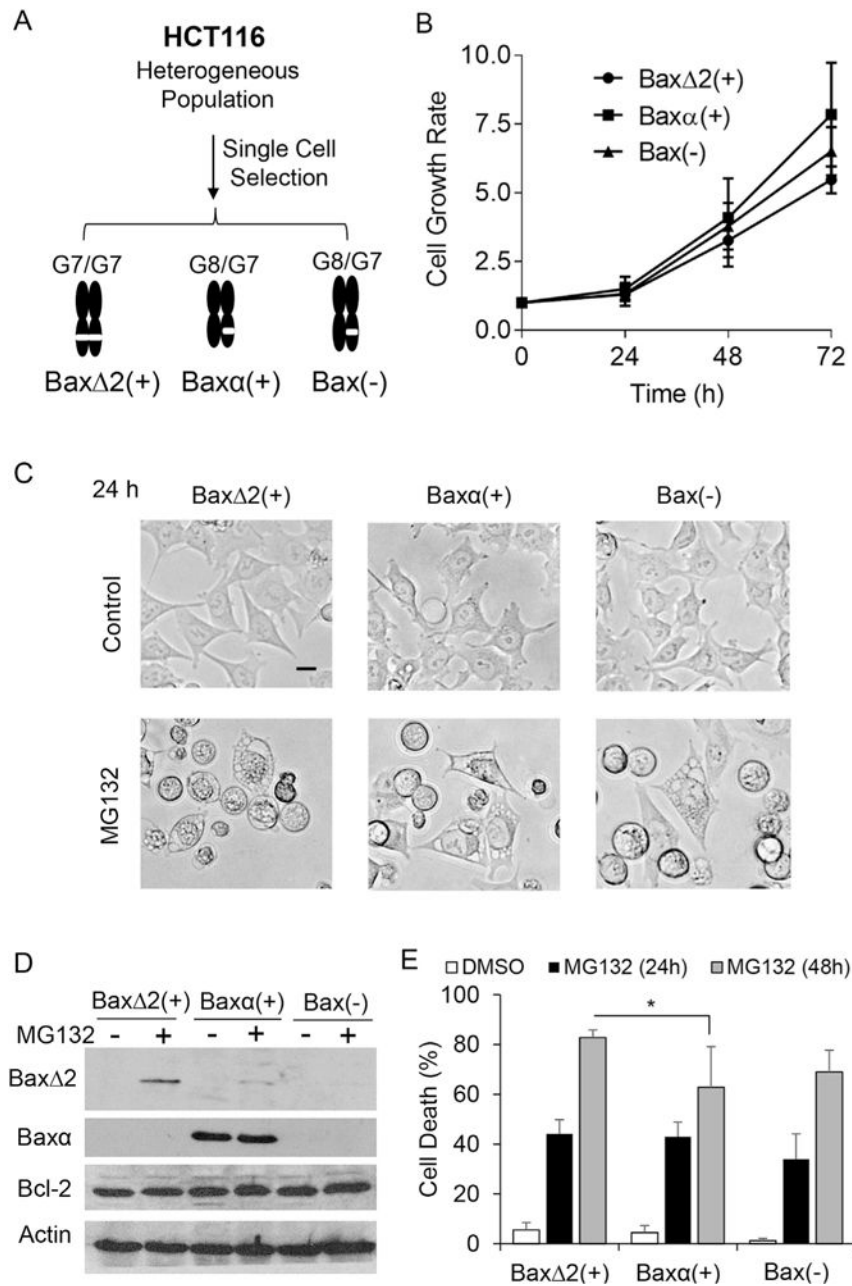 A
HCT116
Heterogeneous
Population
Single Cell
Selection
G7/G7 G8/G7 G8/G7
BaxΔ2(+) Baxα(+) Bax(-)
B
Cell Growth Rate
10.0
7.5
5.0
2.5
0.0
BaxΔ2(+)
Baxα(+)
Bax(-)
0 24 48 72
Time (h)
C
24 h
BaxΔ2(+) Baxα(+) Bax(-)
Control
MG132
D
BaxΔ2(+) Baxα(+) Bax(-)
MG132 - + - + - +
BaxΔ2
Baxα
Bcl-2
Actin
E
DMSO MG132 (24h) MG132 (48h)
Cell Death (%)
100
80
60
40
20
0
*
BaxΔ2(+) Baxα(+) Bax(-)